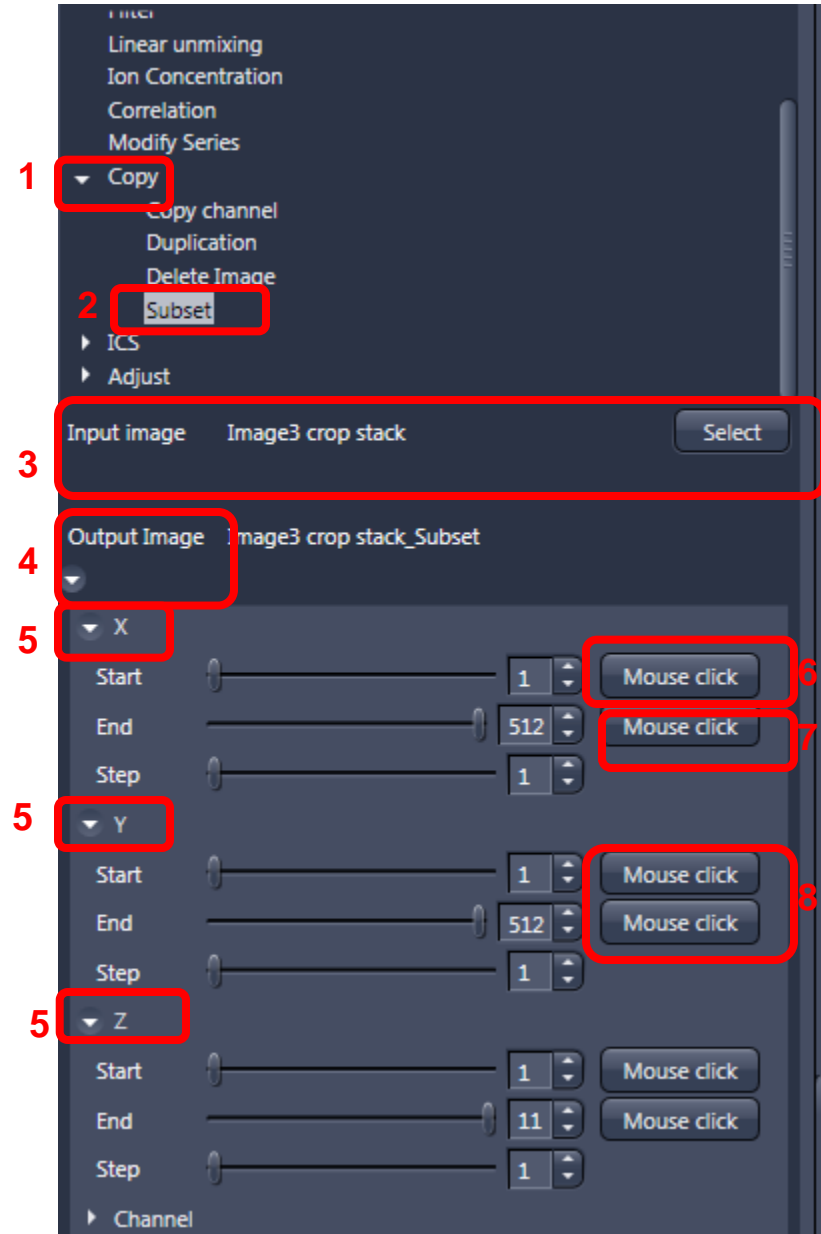 Filter
Linear unmixing
Ion Concentration
Correlation
Modify Series
1 Copy
Copy channel
Duplication
Delete Image
2 Subset
ICS
Adjust
Input image Image3 crop stack Select
3
Output Image Image3 crop stack_Subset
4
5 X
Start 1 Mouse click 6
End 512 Mouse click 7
Step 1
5 Y
Start 1 Mouse click
8
End 512 Mouse click
Step 1
5 Z
Start 1 Mouse click
End 11 Mouse click
Step 1
Channel